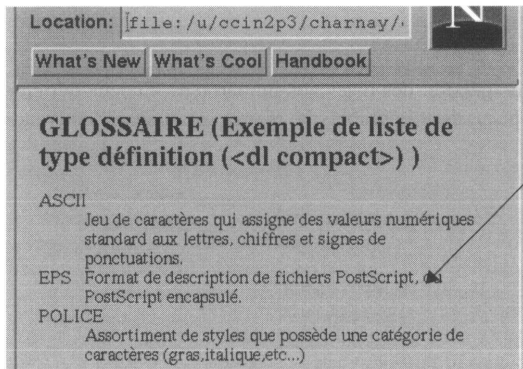 Location: file:/u/ccin2p3/charnay/
N
What's New What's Cool Handbook
GLOSSAIRE (Exemple de liste de
type définition (<dl compact>) )
ASCII
Jeu de caractères qui assigne des valeurs numériques
standard aux lettres, chiffres et signes de
ponctuations.
EPS Format de description de fichiers PostScript, ou
PostScript encapsulé.
POLICE
Assortiment de styles que possède une catégorie de
caractères (gras,italique,etc...)